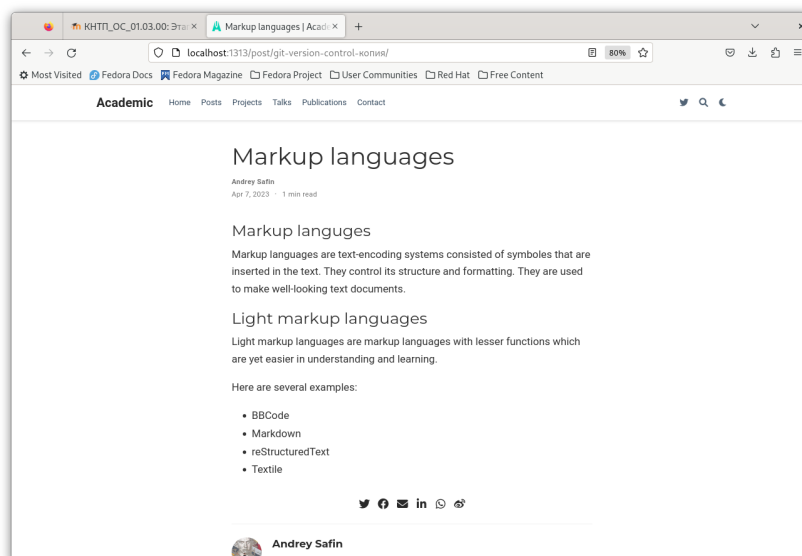 КНТП_ОС_01.03.00: Эта
Markup languages | Acade
localhost:1313/post/git-version-control-копия/
80%
Most Visited Fedora Docs Fedora Magazine Fedora Project User Communities Red Hat Free Content
Academic Home Posts Projects Talks Publications Contact
Markup languages
Andrey Safin
Apr 7, 2023 · 1 min read
Markup languges
Markup languages are text-encoding systems consisted of symboles that are
inserted in the text. They control its structure and formatting. They are used
to make well-looking text documents.
Light markup languages
Light markup languages are markup languages with lesser functions which
are yet easier in understanding and learning.
Here are several examples:
• BBCode
• Markdown
• reStructuredText
• Textile
Andrey Safin